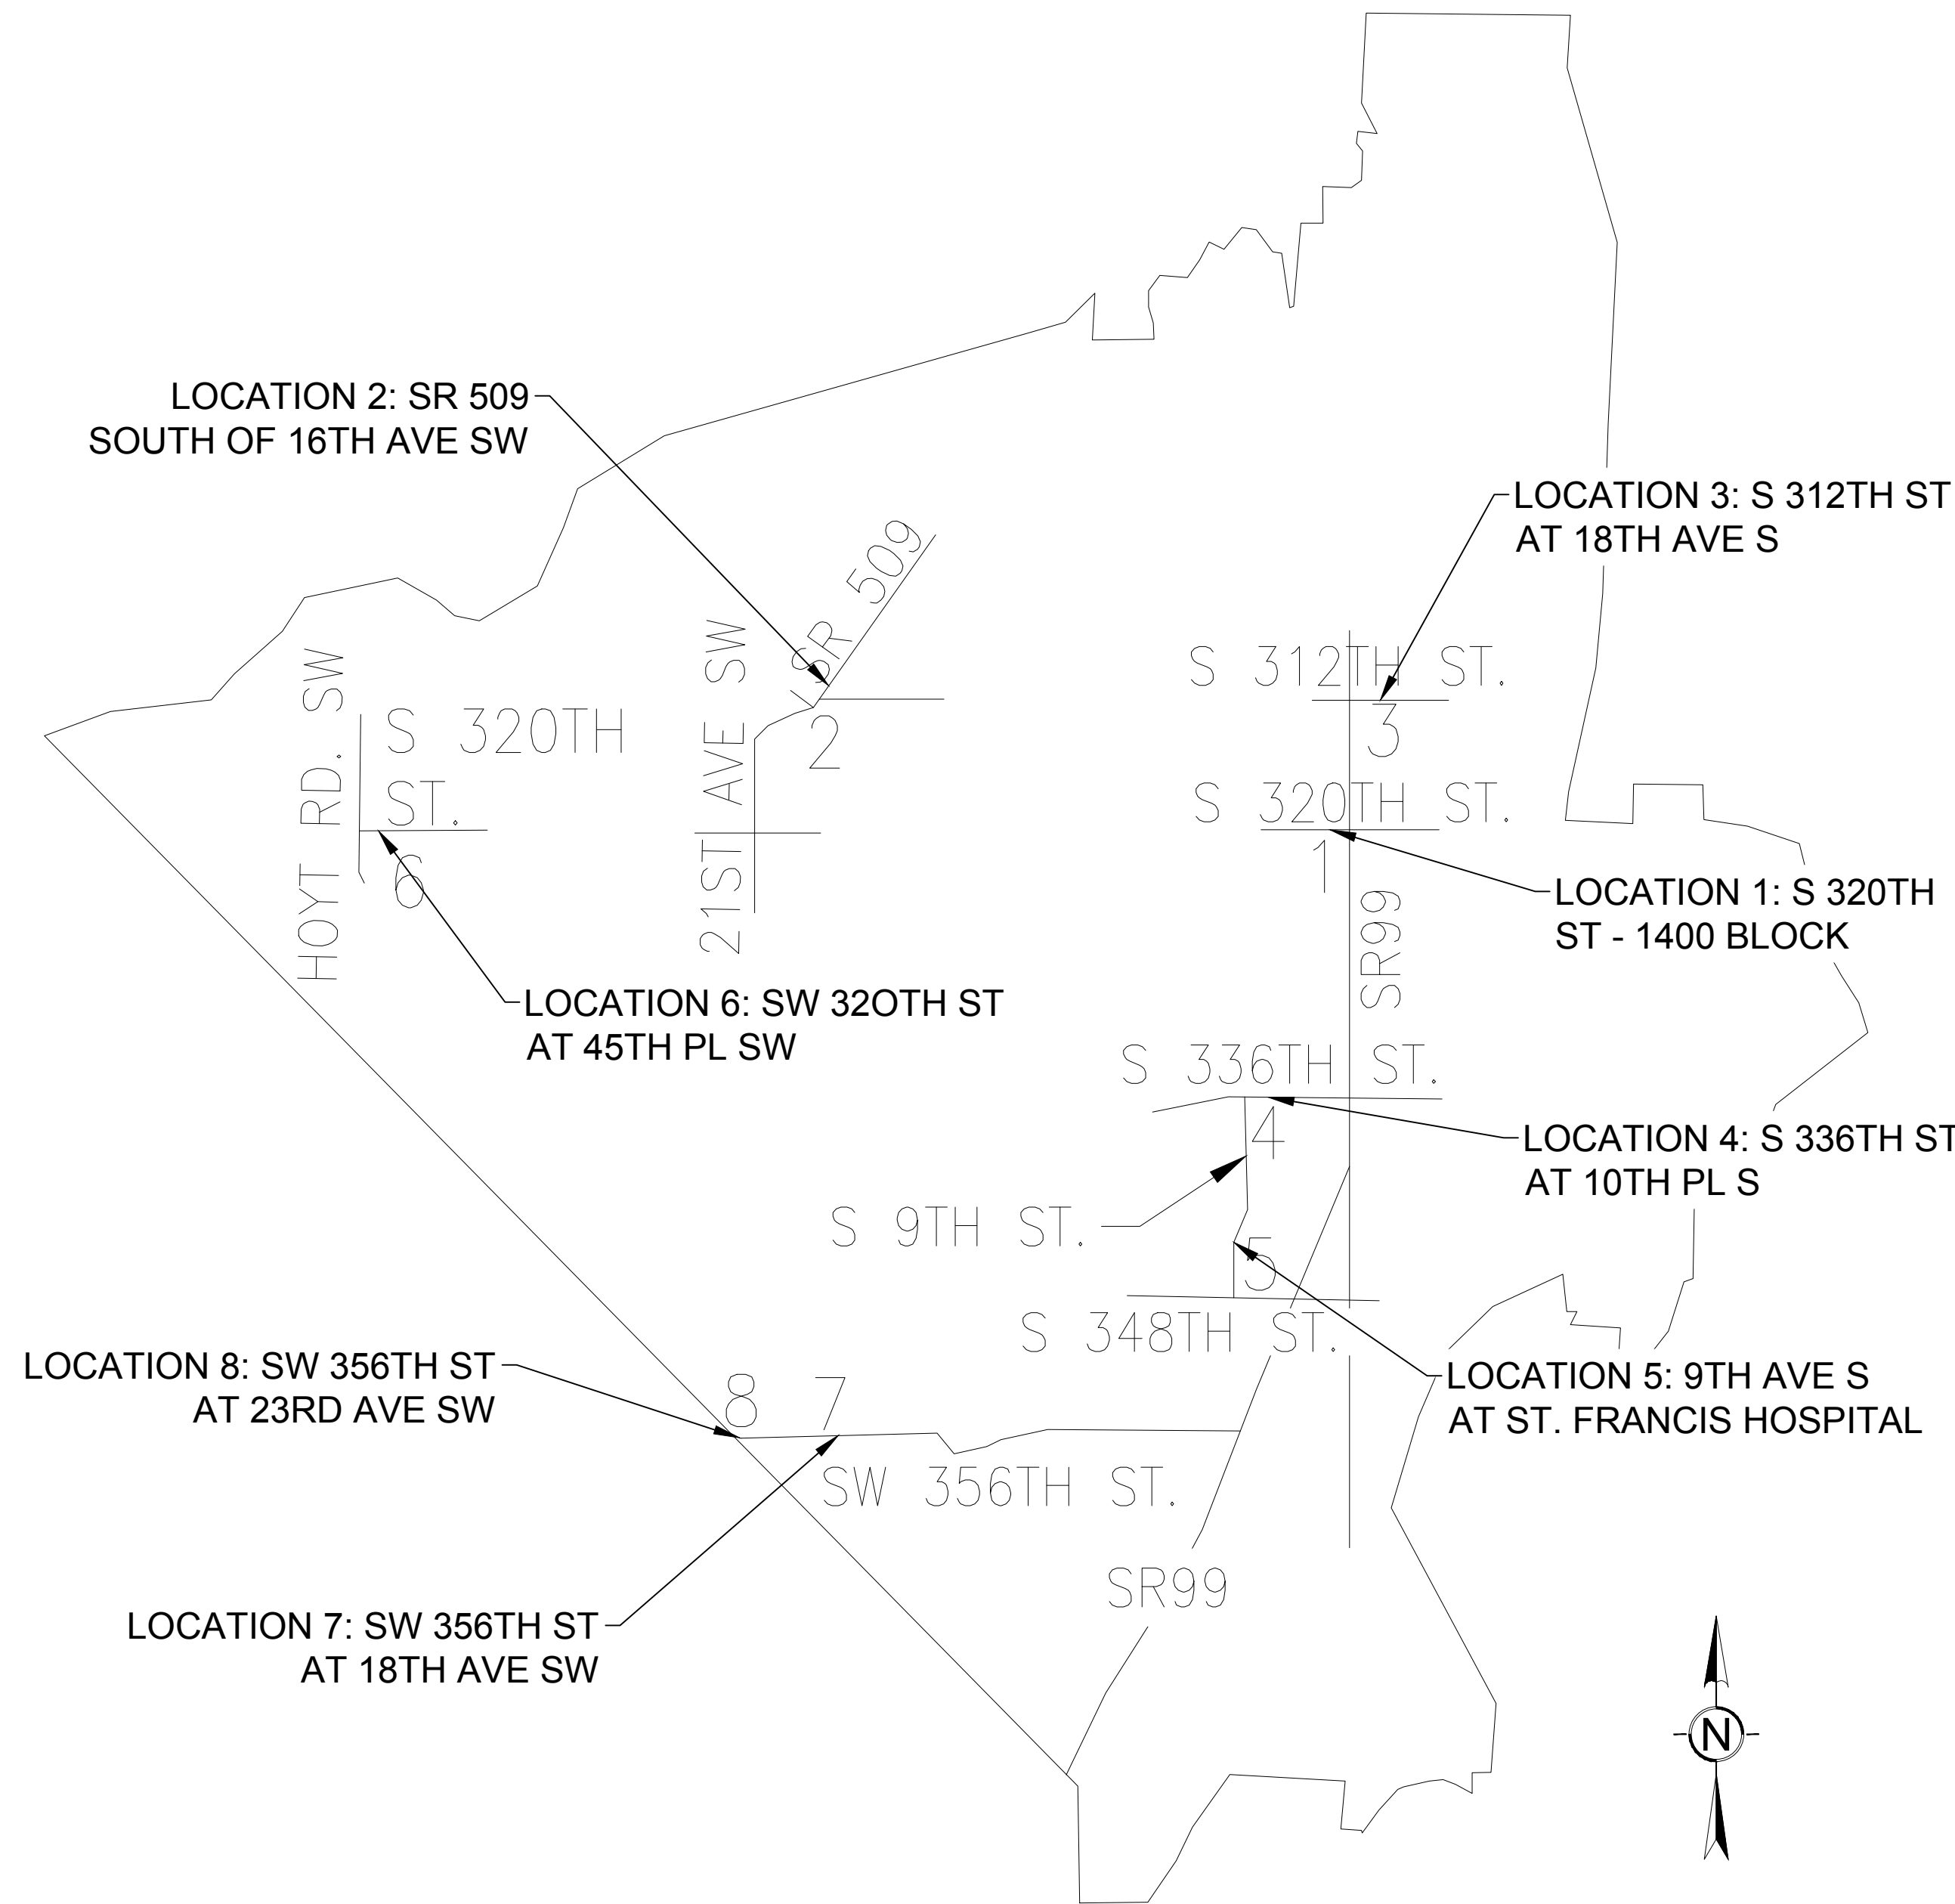 LOCATION 2: SR 509
SOUTH OF 16TH AVE SW
LOCATION 3: S 312TH ST
AT 18TH AVE S
SR 509
HOYT RD. SW
S 320TH
ST.
6
21ST AVE SW
2
S 312TH ST.
3
S 320TH ST.
1
LOCATION 1: S 320TH
ST - 1400 BLOCK
SR99
LOCATION 6: SW 32OTH ST
AT 45TH PL SW
S 336TH ST.
4
LOCATION 4: S 336TH ST
AT 10TH PL S
S 9TH ST.
5
S 348TH ST.
LOCATION 8: SW 356TH ST
AT 23RD AVE SW
8 7
LOCATION 5: 9TH AVE S
AT ST. FRANCIS HOSPITAL
SW 356TH ST.
SR99
LOCATION 7: SW 356TH ST
AT 18TH AVE SW
N